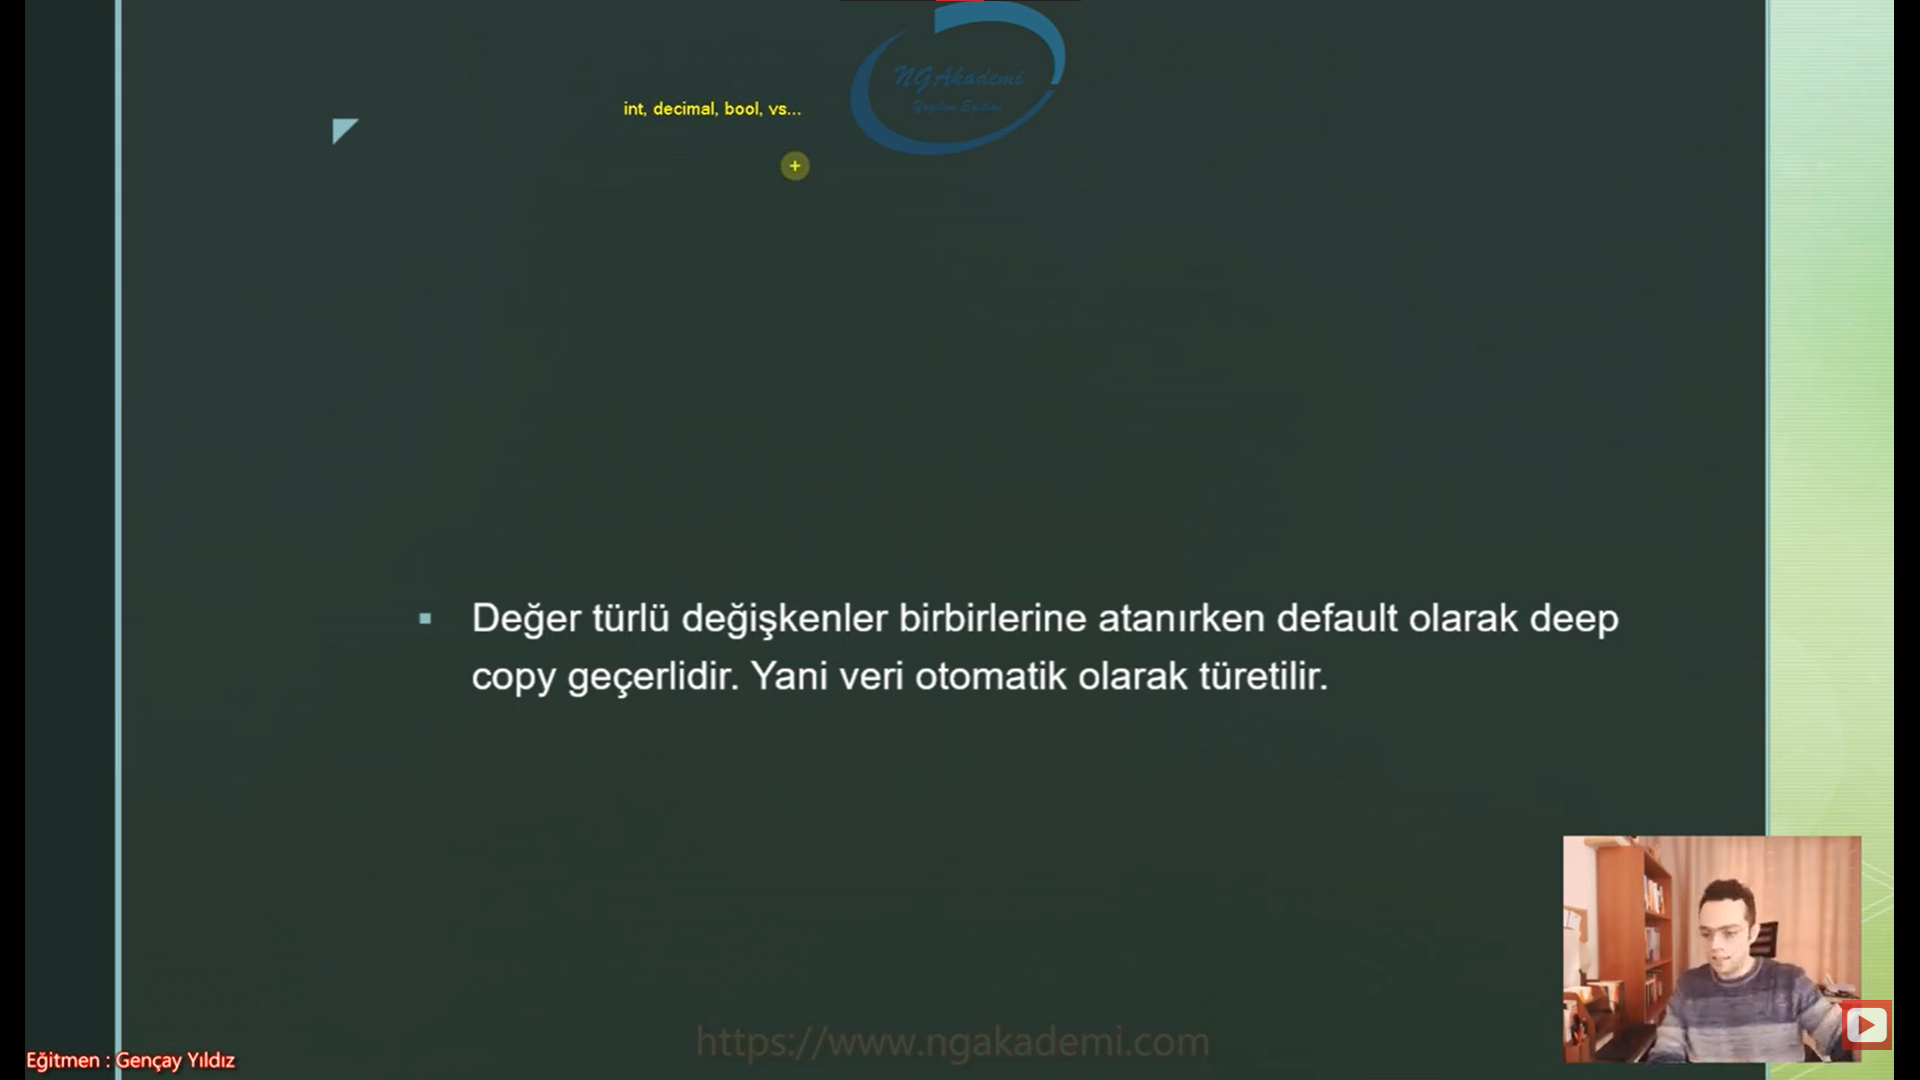 NGAkademi
Yazılım Eğitimi
int, decimal, bool, vs...
Değer türlü değişkenler birbirlerine atanırken default olarak deep
copy geçerlidir. Yani veri otomatik olarak türetilir.
https://www.ngakademi.com
Eğitmen : Gençay Yıldız